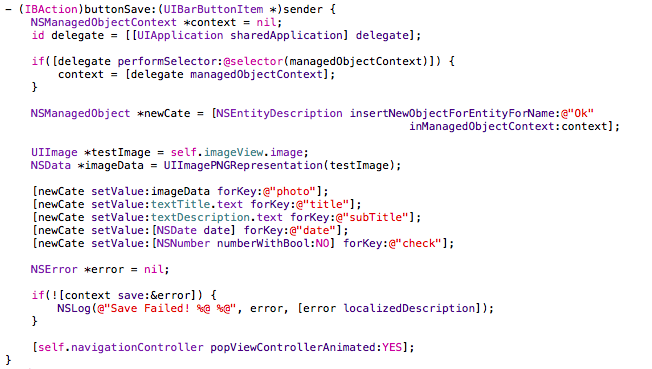 - (IBAction)buttonSave:(UIBarButtonItem *)sender {
    NSManagedObjectContext *context = nil;
    id delegate = [[UIApplication sharedApplication] delegate];

    if([delegate performSelector:@selector(managedObjectContext)]) {
        context = [delegate managedObjectContext];
    }

    NSManagedObject *newCate = [NSEntityDescription insertNewObjectForEntityForName:@"Ok"
                                                             inManagedObjectContext:context];

    UIImage *testImage = self.imageView.image;
    NSData *imageData = UIImagePNGRepresentation(testImage);

    [newCate setValue:imageData forKey:@"photo"];
    [newCate setValue:textTitle.text forKey:@"title"];
    [newCate setValue:textDescription.text forKey:@"subTitle"];
    [newCate setValue:[NSDate date] forKey:@"date"];
    [newCate setValue:[NSNumber numberWithBool:NO] forKey:@"check"];

    NSError *error = nil;

    if(![context save:&error]) {
        NSLog(@"Save Failed! %@ %@", error, [error localizedDescription]);
    }

    [self.navigationController popViewControllerAnimated:YES];
}